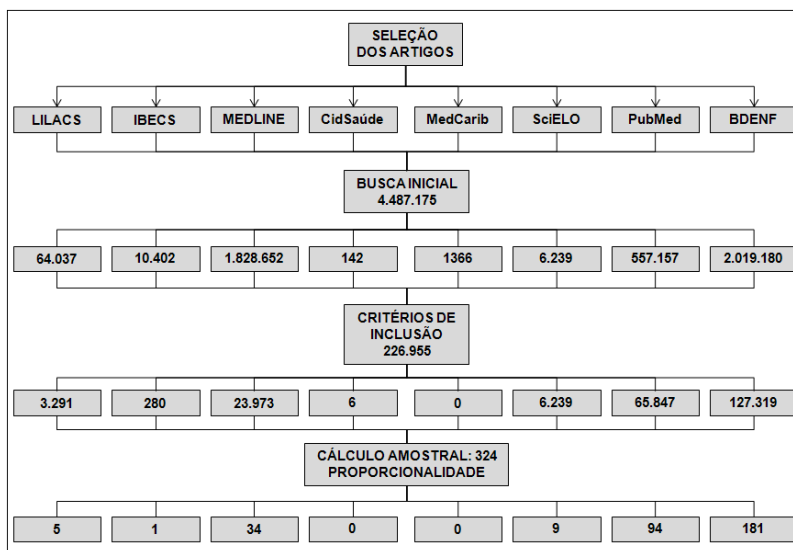 SELEÇÃO
DOS ARTIGOS
LILACS IBECS MEDLINE CidSaúde MedCarib SciELO PubMed BDENF
BUSCA INICIAL
4.487.175
64.037 10.402 1.828.652 142 1366 6.239 557.157 2.019.180
CRITÉRIOS DE
INCLUSÃO
226.955
3.291 280 23.973 6 0 6.239 65.847 127.319
CÁLCULO AMOSTRAL: 324
PROPORCIONALIDADE
5 1 34 0 0 9 94 181